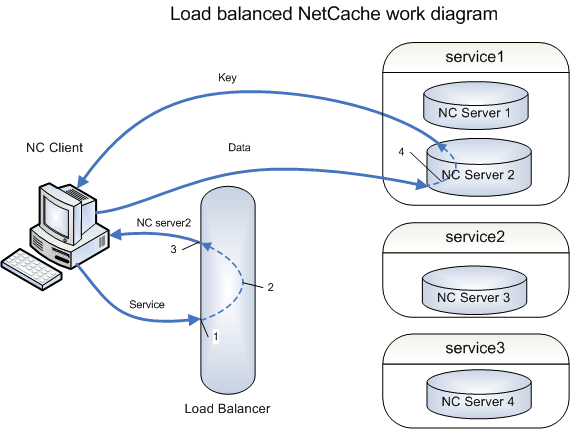 Load balanced NetCache work diagram
service1
Key
NC Server 1
NC Client
Data
4
NC Server 2
NC server2
3
service2
2
NC Server 3
Service
1
service3
NC Server 4
Load Balancer